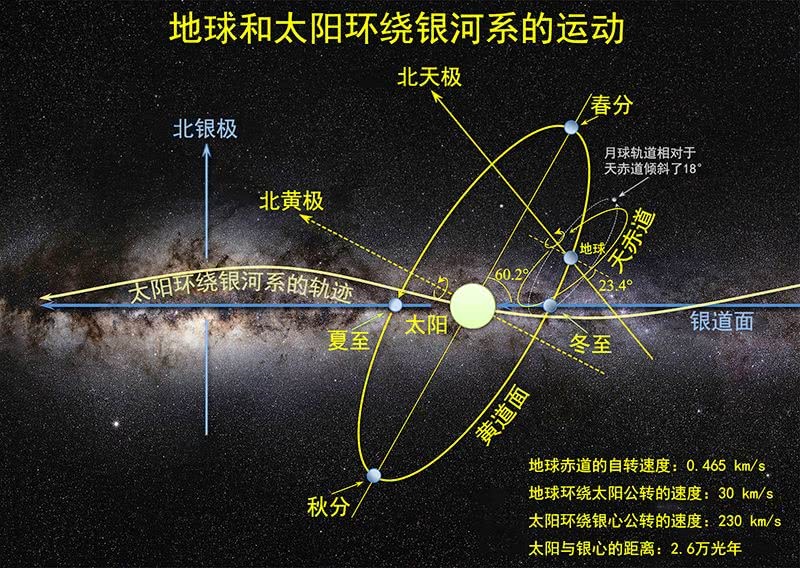 地球和太阳环绕银河系的运动
北天极
春分
北银极
月球轨道相对于
天赤道倾斜了18°
北黄极
地球
天赤道
60.2°
23.4°
太阳环绕银河系的轨迹
夏至
太阳
冬至
银道面
黄道面
秋分
地球赤道的自转速度：0.465 km/s
地球环绕太阳公转的速度：30 km/s
太阳环绕银心公转的速度：230 km/s
太阳与银心的距离：2.6万光年